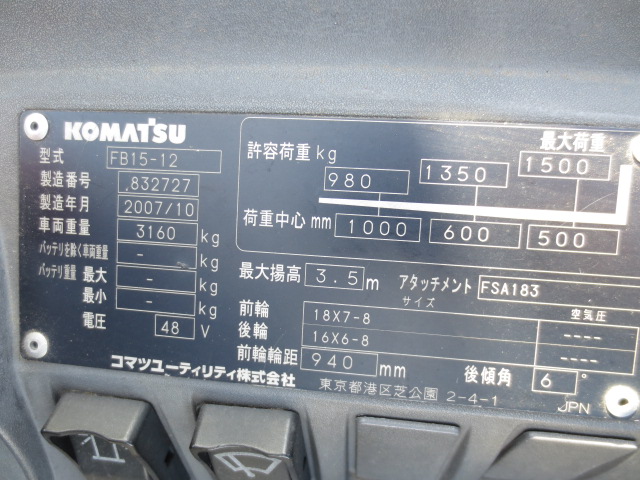 KOMATSU
型式 FB15-12
製造番号 832727
製造年月 2007/10
車両重量 3160 kg
バッテリを除く車両重量 - kg
バッテリ重量 最大 - kg
最小 - kg
電圧 48 V
コマツユーティリティ株式会社
最大荷重
許容荷重 kg 980 1350 1500
荷重中心 mm 1000 600 500
最大揚高 3.5 m アタッチメント FSA183
サイズ 空気圧
前輪 18X7-8 ----
後輪 16X6-8 ----
前輪輪距 940 mm 後傾角 6 °
東京都港区芝公園 2-4-1 JPN